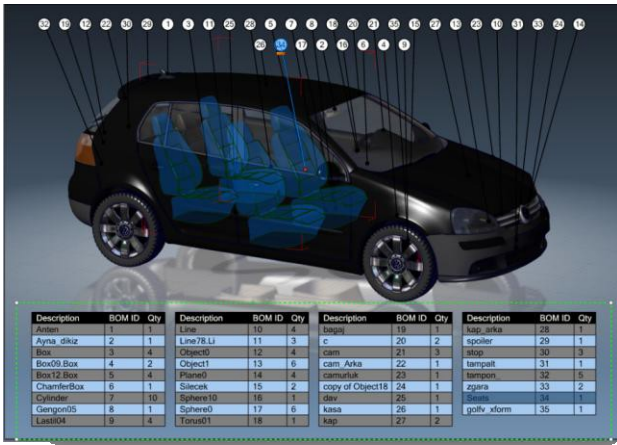 32 19 12 22 30 29 1 3 11 25 28 5 7 8 18 20 21 35 15 27 13 23 10 31 33 24 14
26 34 17 2 16 6 4 9
Description BOM ID Qty
Anten 1 1
Ayna_dikiz 2 1
Box 3 4
Box09.Box 4 2
Box12.Box 5 4
ChamferBox 6 1
Cylinder 7 10
Gengon05 8 1
Lastil04 9 4
Description BOM ID Qty
Line 10 4
Line78.Li 11 3
Object0 12 4
Object1 13 6
Plane0 14 4
Silecek 15 2
Sphere10 16 1
Sphere0 17 6
Torus01 18 1
Description BOM ID Qty
bagaj 19 1
c 20 2
cam 21 3
cam_Arka 22 1
camurluk 23 1
copy of Object18 24 1
dav 25 1
kasa 26 1
kap 27 2
Description BOM ID Qty
kap_arka 28 1
spoiler 29 1
stop 30 3
tampalt 31 1
tampon_ 32 5
zgara 33 2
Seats 34 1
golfv_xform 35 1